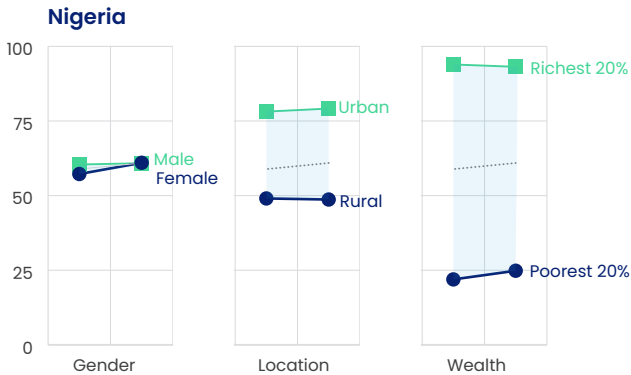 Nigeria
100
75
50
25
0
Male
Female
Urban
Rural
Richest 20%
Poorest 20%
Gender
Location
Wealth